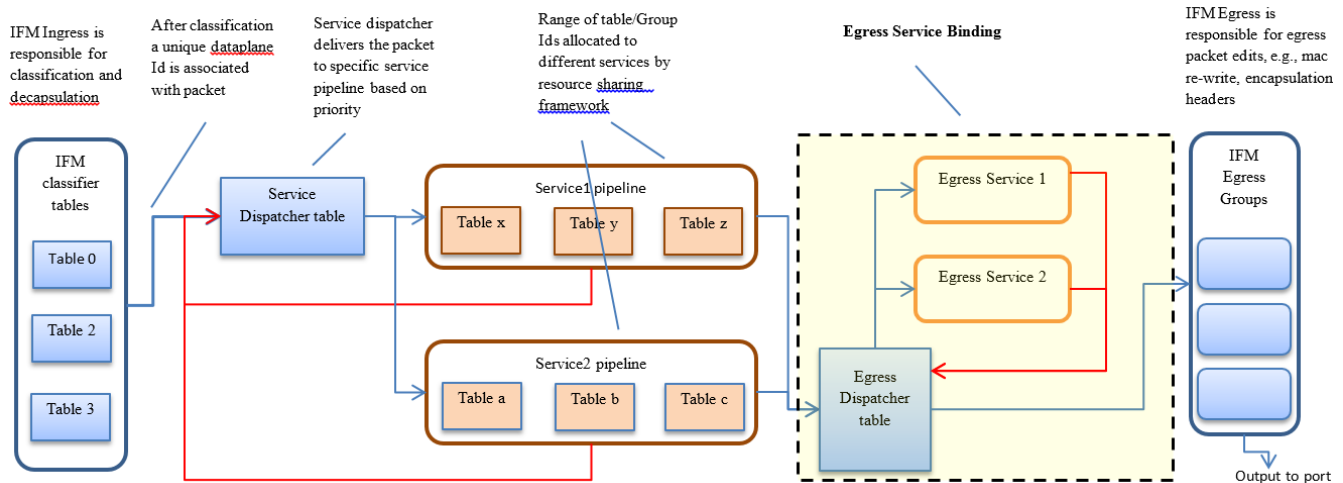 IFM Ingress is
responsible for
classification and
decapsulation
After classification
a unique dataplane
Id is associated
with packet
Service dispatcher
delivers the packet
to specific service
pipeline based on
priority
Range of table/Group
Ids allocated to
different services by
resource sharing
framework
Egress Service Binding
IFM Egress is
responsible for egress
packet edits, e.g., mac
re-write, encapsulation
headers
IFM
classifier
tables
Table 0
Table 2
Table 3
Service
Dispatcher table
Service1 pipeline
Table x
Table y
Table z
Service2 pipeline
Table a
Table b
Table c
Egress Service 1
Egress Service 2
Egress
Dispatcher
table
IFM
Egress
Groups
Output to port